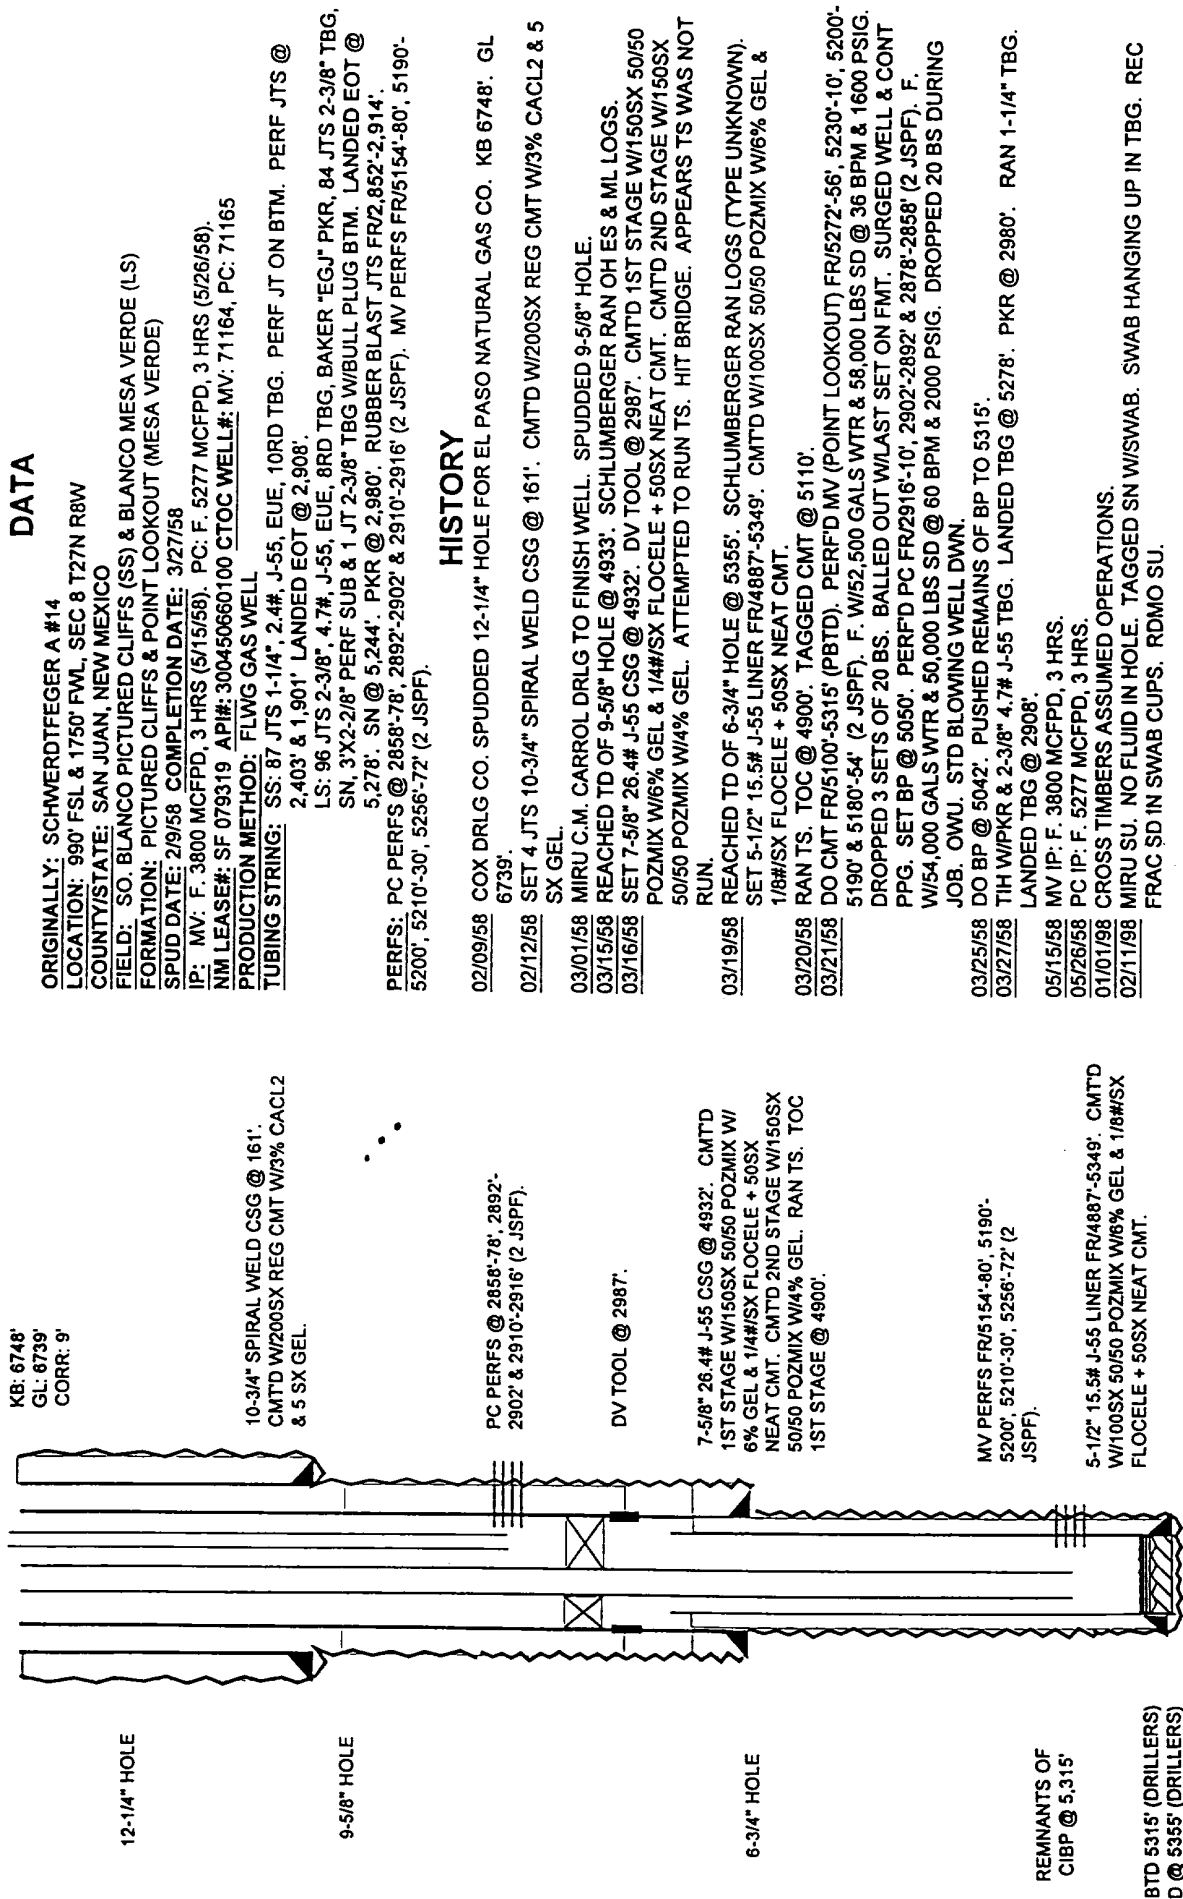 DATA
ORIGINALLY: SCHWERDTFEGER A #14
LOCATION: 990' FSL & 1750' FWL, SEC 8 T27N R8W
COUNTY/STATE: SAN JUAN, NEW MEXICO
FIELD: SO. BLANCO PICTURED CLIFFS (SS) & BLANCO MESA VERDE (LS)
FORMATION: PICTURED CLIFFS & POINT LOOKOUT (MESA VERDE)
SPUD DATE: 2/9/58 COMPLETION DATE: 3/27/58
IP: MV: F. 3800 MCFPD, 3 HRS (5/15/58). PC: F. 5277 MCFPD, 3 HRS (5/26/58).
NM LEASE#: SF 079319 API#: 300450660100 CTOC WELL#: MV: 71164, PC: 71165
PRODUCTION METHOD: FLWG GAS WELL
TUBING STRING: SS: 87 JTS 1-1/4", 2.4#, J-55, EUE, 10RD TBG. PERF JT ON BTM. PERF JTS @
2,403' & 1,901' LANDED EOT @ 2,908'.
LS: 96 JTS 2-3/8", 4.7#, J-55, EUE, 8RD TBG, BAKER "EGJ" PKR, 84 JTS 2-3/8" TBG,
SN, 3'X2-2/8" PERF SUB & 1 JT 2-3/8" TBG W/BULL PLUG BTM. LANDED EOT @
5,278'. SN @ 5,244'. PKR @ 2,980'. RUBBER BLAST JTS FR/2,852'-2,914'.
PERFS: PC PERFS @ 2858'-78', 2892'-2902' & 2910'-2916' (2 JSPF). MV PERFS FR/5154'-80', 5190'-
5200', 5210'-30', 5256'-72' (2 JSPF).
HISTORY
02/09/58 COX DRLG CO. SPUDDED 12-1/4" HOLE FOR EL PASO NATURAL GAS CO. KB 6748'. GL
6739'.
02/12/58 SET 4 JTS 10-3/4" SPIRAL WELD CSG @ 161'. CMT'D W/200SX REG CMT W/3% CACL2 & 5
SX GEL.
03/01/58 MIRU C.M. CARROL DRLG TO FINISH WELL. SPUDDED 9-5/8" HOLE.
03/15/58 REACHED TD OF 9-5/8" HOLE @ 4933'. SCHLUMBERGER RAN OH ES & ML LOGS.
03/16/58 SET 7-5/8" 26.4# J-55 CSG @ 4932'. DV TOOL @ 2987'. CMT'D 1ST STAGE W/150SX 50/50
POZMIX W/6% GEL & 1/4#/SX FLOCELE + 50SX NEAT CMT. CMT'D 2ND STAGE W/150SX
50/50 POZMIX W/4% GEL. ATTEMPTED TO RUN TS. HIT BRIDGE. APPEARS TS WAS NOT
RUN.
03/19/58 REACHED TD OF 6-3/4" HOLE @ 5355'. SCHLUMBERGER RAN LOGS (TYPE UNKNOWN).
SET 5-1/2" 15.5# J-55 LINER FR/4887'-5349'. CMT'D W/100SX 50/50 POZMIX W/6% GEL &
1/8#/SX FLOCELE + 50SX NEAT CMT.
03/20/58 RAN TS. TOC @ 4900'. TAGGED CMT @ 5110'.
03/21/58 DO CMT FR/5100'-5315' (PBTD). PERF'D MV (POINT LOOKOUT) FR/5272'-56', 5230'-10', 5200'-
5190' & 5180'-54' (2 JSPF). F. W/52,500 GALS WTR & 58,000 LBS SD @ 36 BPM & 1600 PSIG.
DROPPED 3 SETS OF 20 BS. BALLED OUT W/LAST SET ON FMT. SURGED WELL & CONT
PPG. SET BP @ 5050'. PERF'D PC FR/2916'-10', 2902'-2892' & 2878'-2858' (2 JSPF). F.
W/54,000 GALS WTR & 50,000 LBS SD @ 60 BPM & 2000 PSIG. DROPPED 20 BS DURING
JOB. OWU. STD BLOWING WELL DWN.
03/25/58 DO BP @ 5042'. PUSHED REMAINS OF BP TO 5315'.
03/27/58 TIH W/PKR & 2-3/8" 4.7# J-55 TBG. LANDED TBG @ 5278'. PKR @ 2980'. RAN 1-1/4" TBG.
LANDED TBG @ 2908'.
05/15/58 MV IP: F. 3800 MCFPD, 3 HRS.
05/26/58 PC IP: F. 5277 MCFPD, 3 HRS.
01/01/98 CROSS TIMBERS ASSUMED OPERATIONS.
02/11/98 MIRU SU. NO FLUID IN HOLE. TAGGED SN W/SWAB. SWAB HANGING UP IN TBG. REC
FRAC SD IN SWAB CUPS. RDMO SU.
KB: 6748'
GL: 6739'
CORR: 9'
10-3/4" SPIRAL WELD CSG @ 161'.
CMT'D W/200SX REG CMT W/3% CACL2
& 5 SX GEL.
PC PERFS @ 2858'-78', 2892'-
2902' & 2910'-2916' (2 JSPF).
DV TOOL @ 2987'.
7-5/8" 26.4# J-55 CSG @ 4932'. CMT'D
1ST STAGE W/150SX 50/50 POZMIX W/
6% GEL & 1/4#/SX FLOCELE + 50SX
NEAT CMT. CMT'D 2ND STAGE W/150SX
50/50 POZMIX W/4% GEL. RAN TS. TOC
1ST STAGE @ 4900'.
MV PERFS FR/5154'-80', 5190'-
5200', 5210'-30', 5256'-72' (2
JSPF).
5-1/2" 15.5# J-55 LINER FR/4887'-5349'. CMT'D
W/100SX 50/50 POZMIX W/6% GEL & 1/8#/SX
FLOCELE + 50SX NEAT CMT.
12-1/4" HOLE
9-5/8" HOLE
6-3/4" HOLE
REMNANTS OF
CIBP @ 5,315'
BTD 5315' (DRILLERS)
D @ 5355' (DRILLERS)